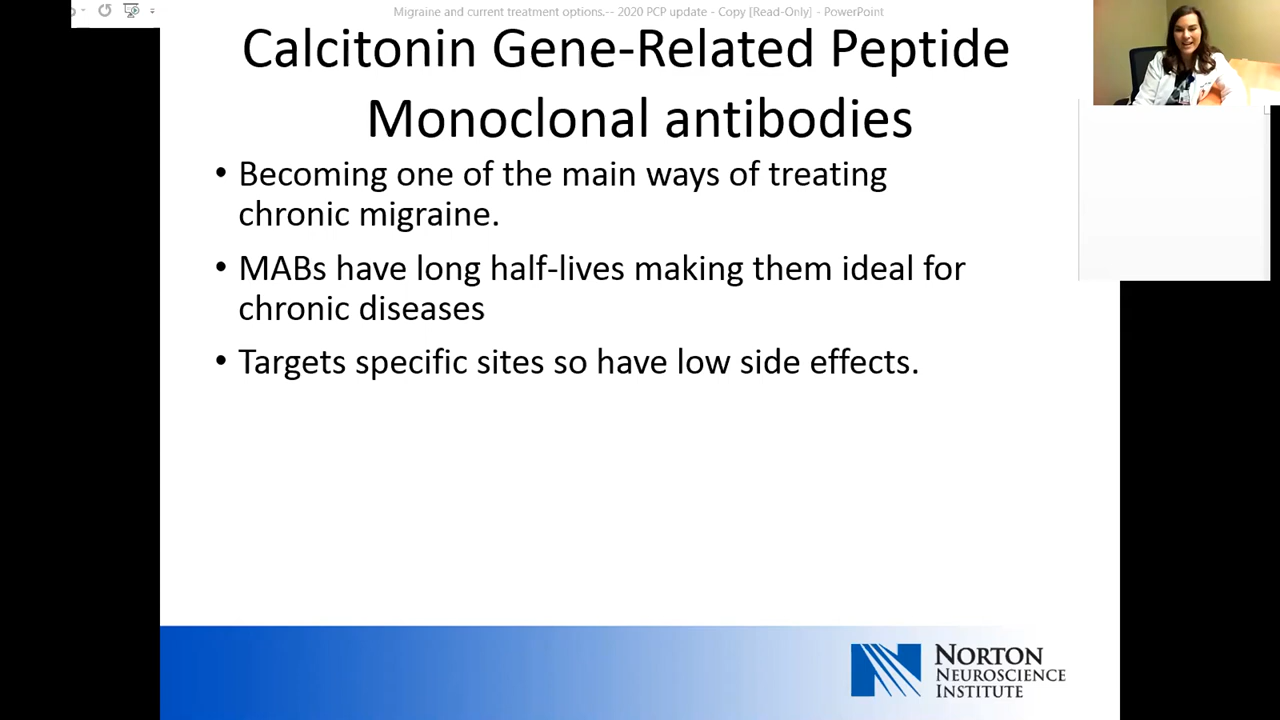 Migraine and current treatment options.-- 2020 PCP update - Copy [Read-Only] - PowerPoint
Calcitonin Gene-Related Peptide
Monoclonal antibodies
• Becoming one of the main ways of treating
chronic migraine.
• MABs have long half-lives making them ideal for
chronic diseases
• Targets specific sites so have low side effects.
NORTON
NEUROSCIENCE
INSTITUTE